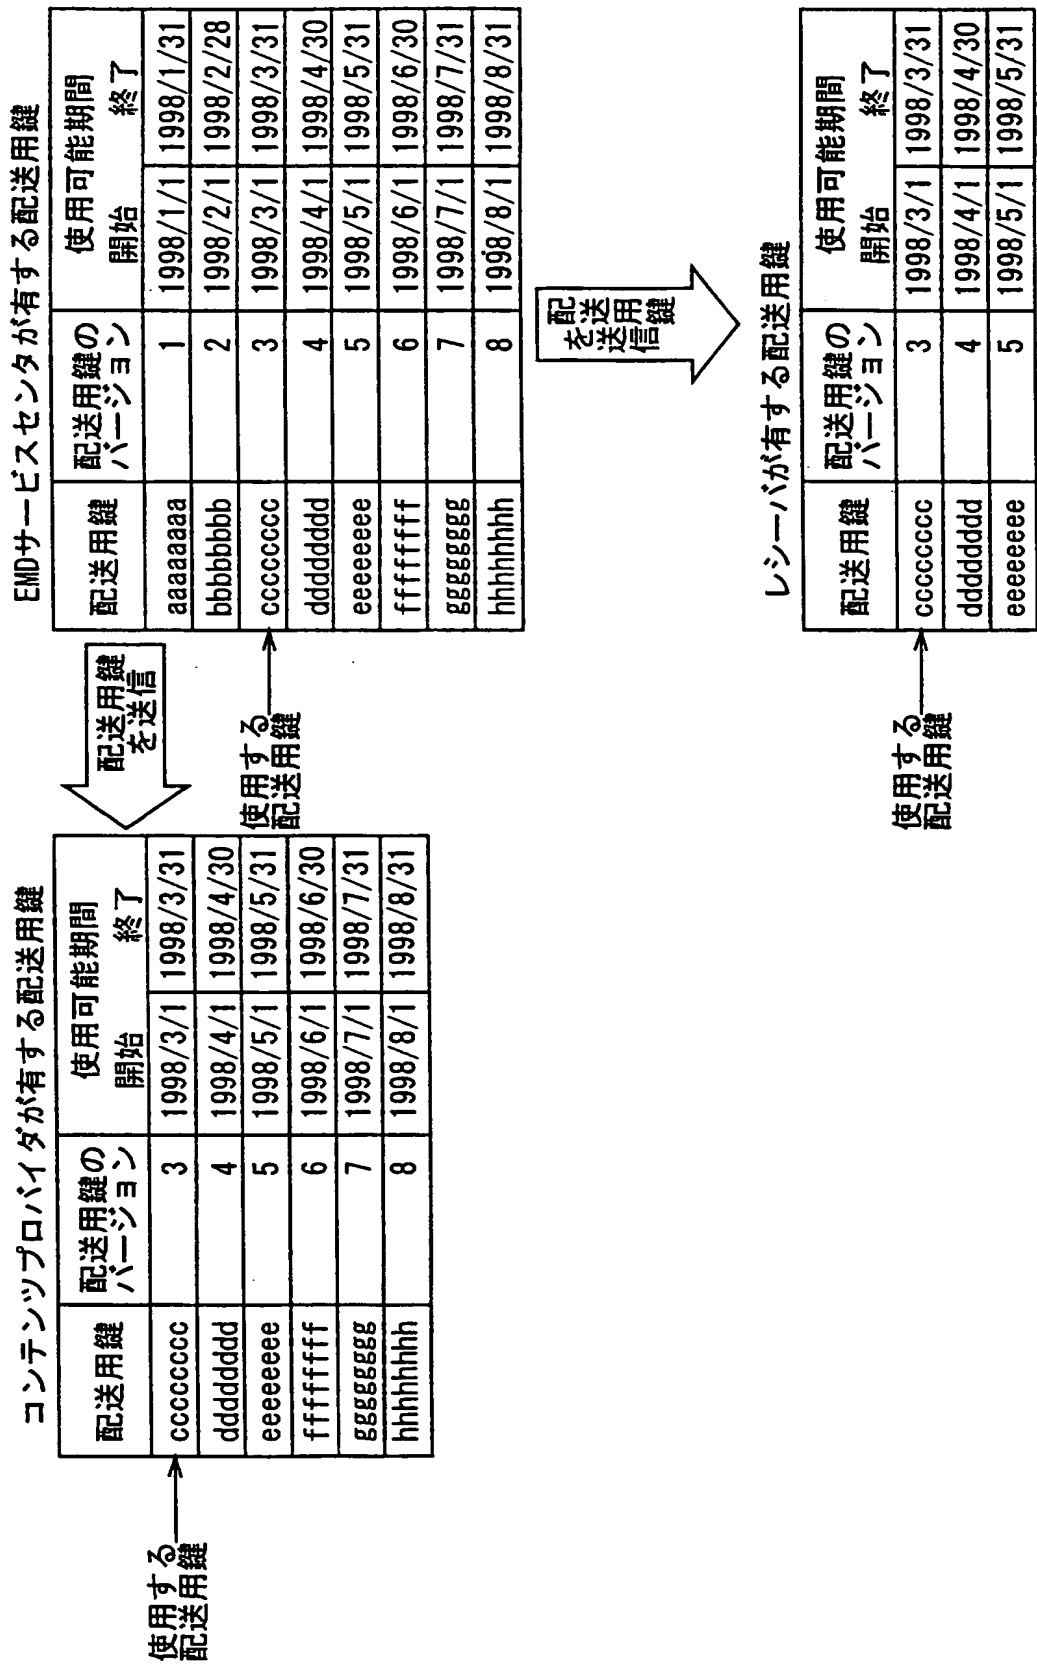 コンテンツプロバイダが有する配送用鍵
配送用鍵 配送用鍵の
バージョン 使用可能期間
開始 終了
cccccccc 3 1998/3/1 1998/3/31
dddddddd 4 1998/4/1 1998/4/30
eeeeeeee 5 1998/5/1 1998/5/31
ffffffff 6 1998/6/1 1998/6/30
gggggggg 7 1998/7/1 1998/7/31
hhhhhhhh 8 1998/8/1 1998/8/31
使用する
配送用鍵
配送用鍵
を送信
EMDサービスセンタが有する配送用鍵
配送用鍵 配送用鍵の
バージョン 使用可能期間
開始 終了
aaaaaaaa 1 1998/1/1 1998/1/31
bbbbbbbb 2 1998/2/1 1998/2/28
cccccccc 3 1998/3/1 1998/3/31
dddddddd 4 1998/4/1 1998/4/30
eeeeeeee 5 1998/5/1 1998/5/31
ffffffff 6 1998/6/1 1998/6/30
gggggggg 7 1998/7/1 1998/7/31
hhhhhhhh 8 1998/8/1 1998/8/31
使用する
配送用鍵
配送用鍵
を送信
レシーバが有する配送用鍵
配送用鍵 配送用鍵の
バージョン 使用可能期間
開始 終了
cccccccc 3 1998/3/1 1998/3/31
dddddddd 4 1998/4/1 1998/4/30
eeeeeeee 5 1998/5/1 1998/5/31
使用する
配送用鍵